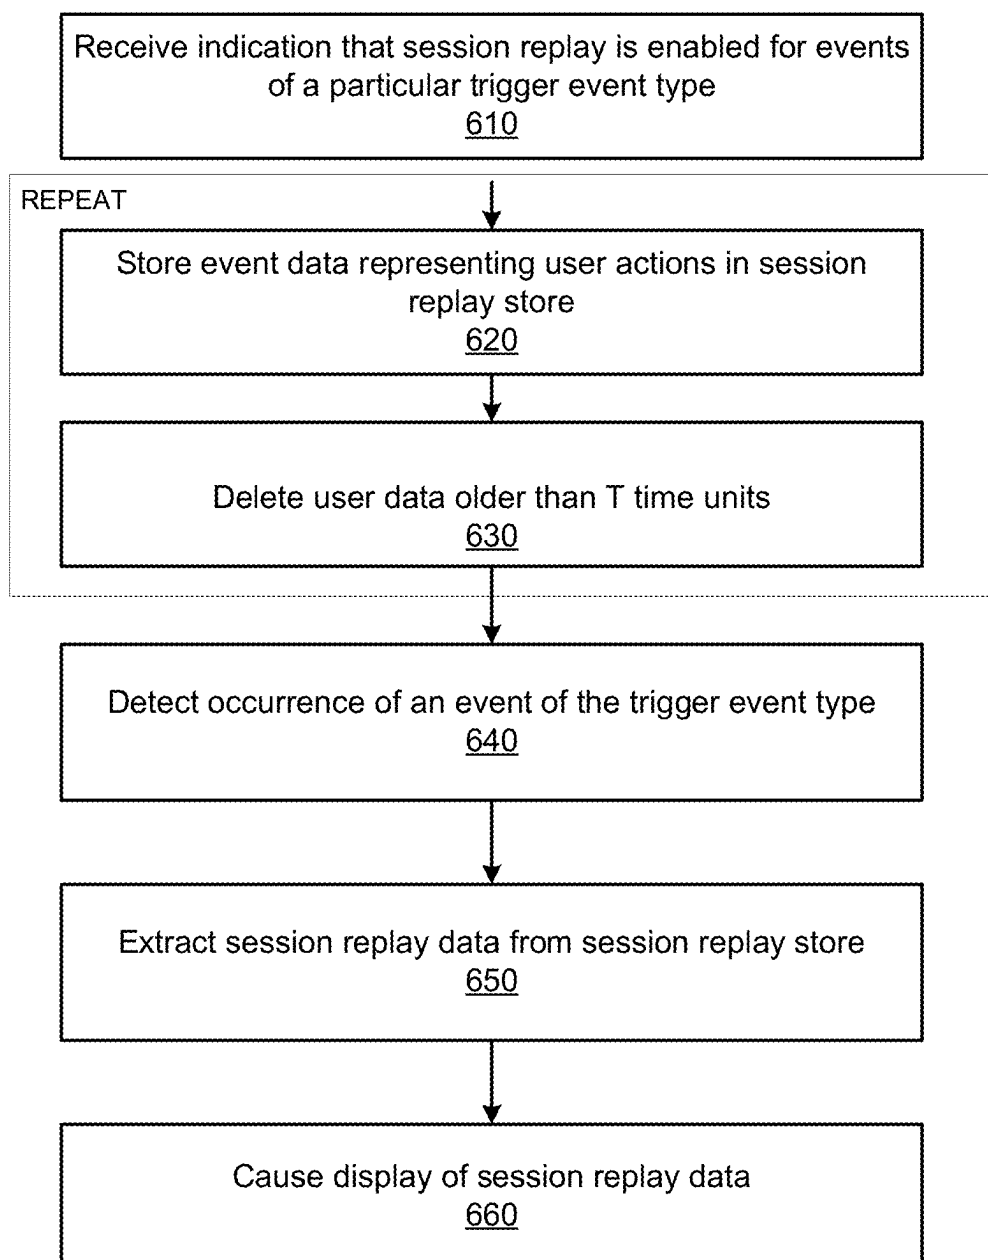 Receive indication that session replay is enabled for events
of a particular trigger event type
610
REPEAT
Store event data representing user actions in session
replay store
620
Delete user data older than T time units
630
Detect occurrence of an event of the trigger event type
640
Extract session replay data from session replay store
650
Cause display of session replay data
660